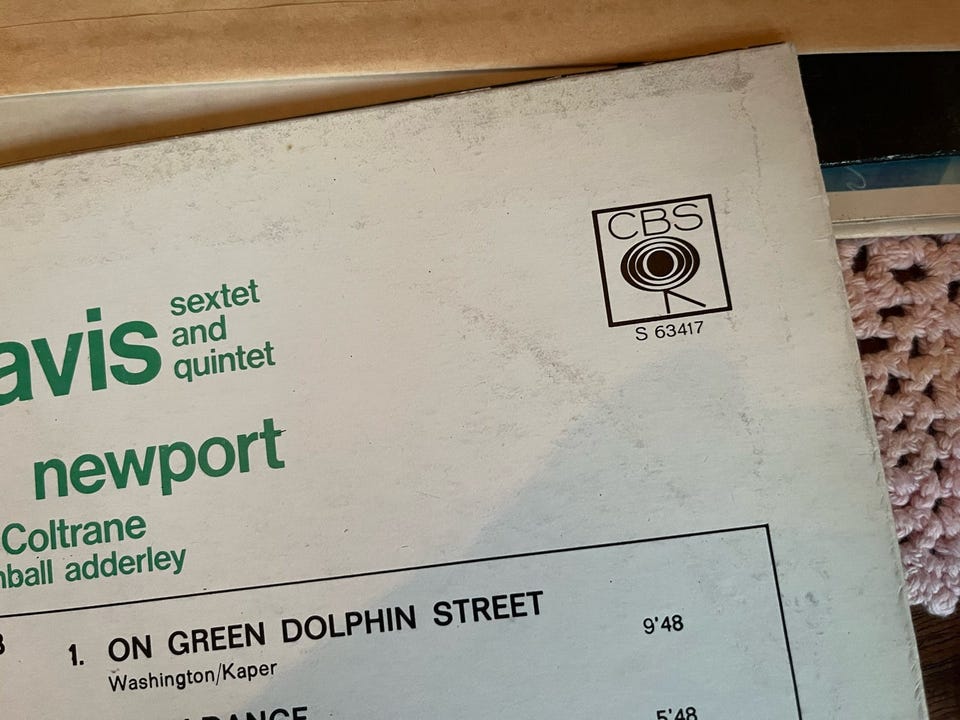 CBS
S 63417
avis
sextet
and
quintet
newport
Coltrane
nball adderley
1. ON GREEN DOLPHIN STREET 9'48
Washington/Kaper
DANCE 5'48